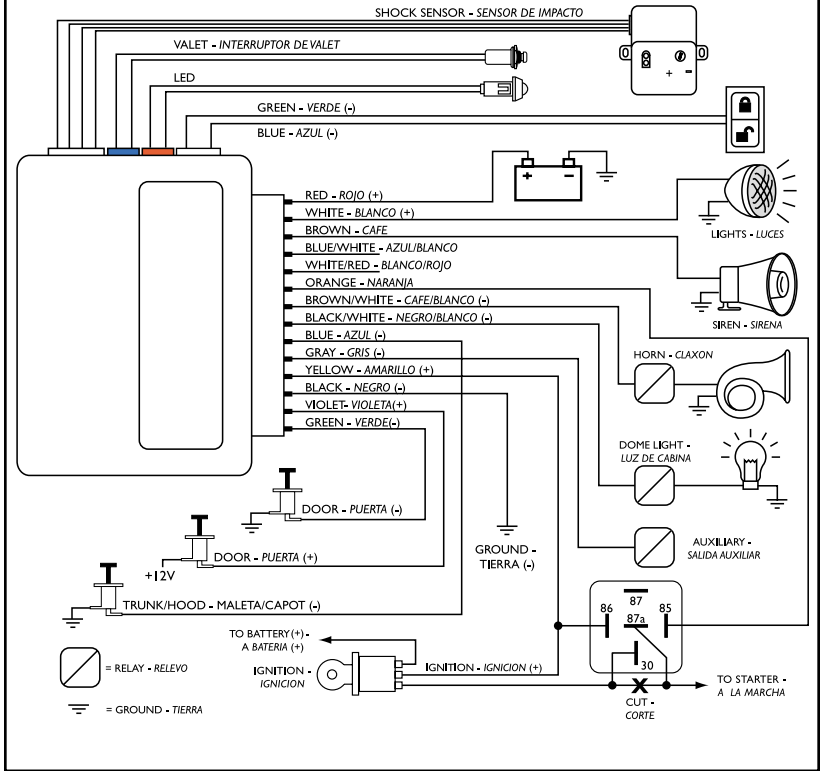 SHOCK SENSOR - SENSOR DE IMPACTO
VALET - INTERRUPTOR DE VALET
LED
GREEN - VERDE (-)
BLUE - AZUL (-)
+ -
+ -
RED - ROJO (+)
WHITE - BLANCO (+)
BROWN - CAFE
BLUE/WHITE - AZUL/BLANCO
WHITE/RED - BLANCO/ROJO
ORANGE - NARANJA
BROWN/WHITE - CAFE/BLANCO (-)
BLACK/WHITE - NEGRO/BLANCO (-)
BLUE - AZUL (-)
GRAY - GRIS (-)
YELLOW - AMARILLO (+)
BLACK - NEGRO (-)
VIOLET- VIOLETA(+)
GREEN - VERDE(-)
LIGHTS - LUCES
SIREN - SIRENA
HORN - CLAXON
DOME LIGHT -
LUZ DE CABINA
AUXILIARY -
SALIDA AUXILIAR
DOOR - PUERTA (-)
GROUND -
TIERRA (-)
DOOR - PUERTA (+)
+12V
TRUNK/HOOD - MALETA/CAPOT (-)
87
86
87a
85
30
TO BATTERY(+) -
A BATERIA (+)
IGNITION -
IGNICION
IGNITION - IGNICION (+)
CUT -
CORTE
TO STARTER -
A LA MARCHA
= RELAY - RELEVO
= GROUND - TIERRA